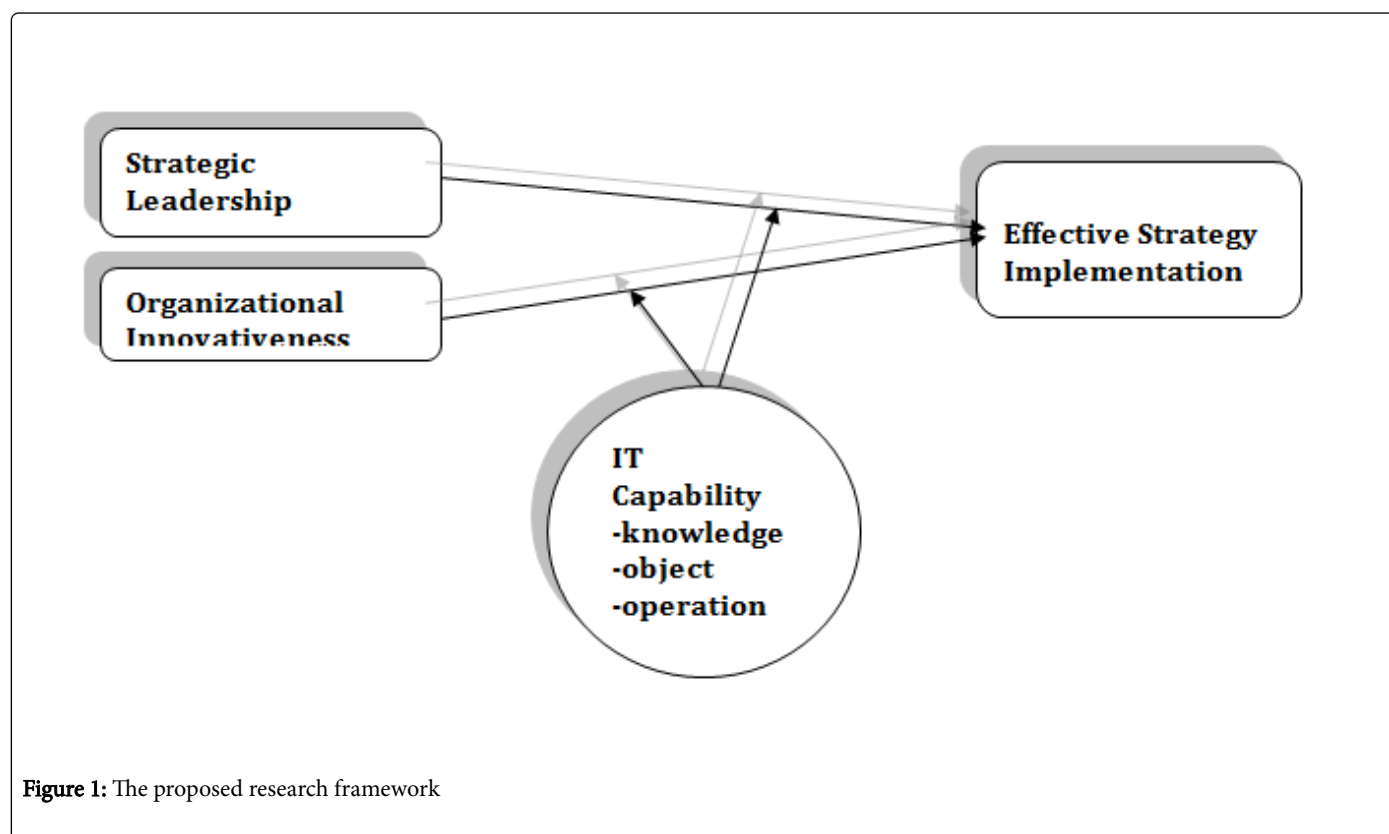 Strategic
Leadership
Organizational
Innovativeness
Effective Strategy
Implementation
IT
Capability
-knowledge
-object
-operation
Figure 1: The proposed research framework